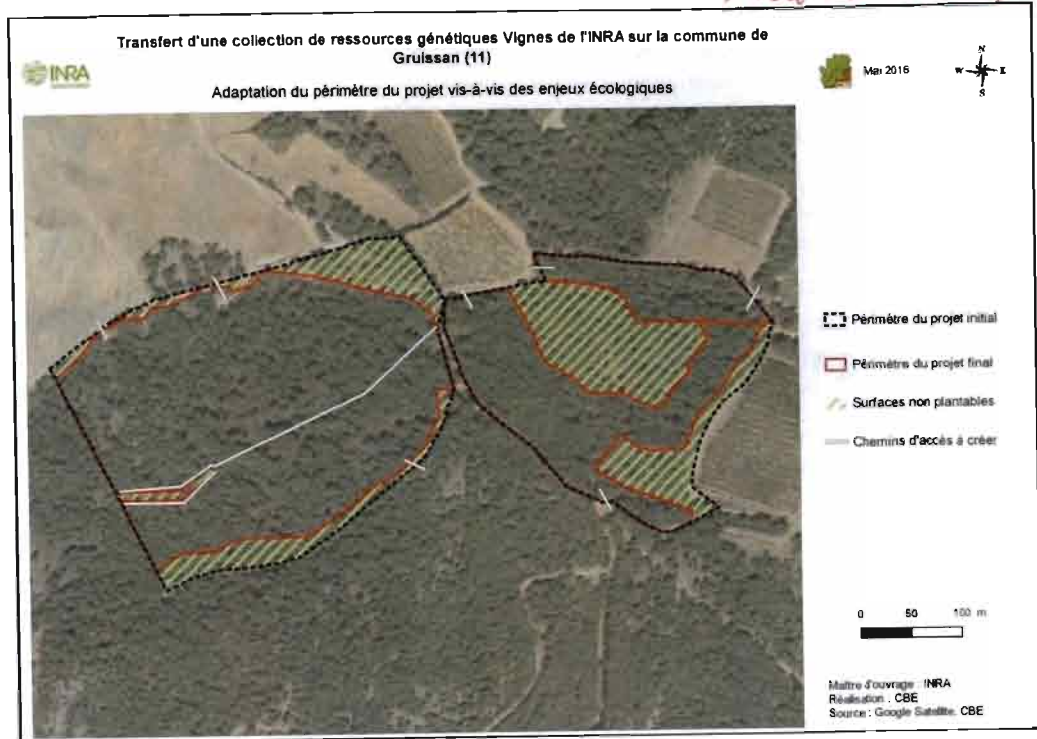 Transfert d'une collection de ressources génétiques Vignes de l'INRA sur la commune de
Gruissan (11)
INRA
Adaptation du périmètre du projet vis-à-vis des enjeux écologiques
Mai 2016
N
W
E
S
Périmètre du projet initial
Périmètre du projet final
Surfaces non plantables
Chemins d'accès à créer
0 50 100 m
Maître d'ouvrage : INRA
Réalisation : CBE
Source : Google Satellite, CBE